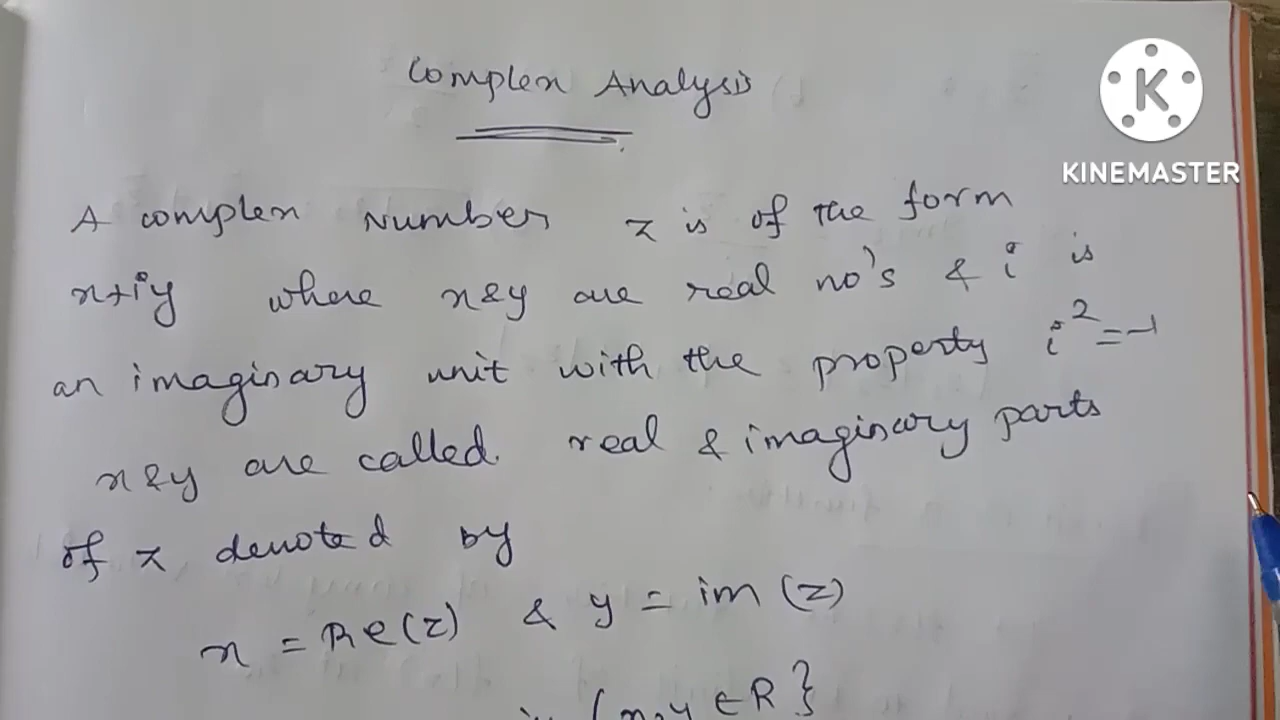 Complex Analysis
K
KINEMASTER
A complex Number z is of the form
x+iy where x&y are real no's & i is
an imaginary unit with the property i²=-1
x&y are called real & imaginary parts
of z denoted by
x = Re(z) & y = im(z)
x,y ∈ R}